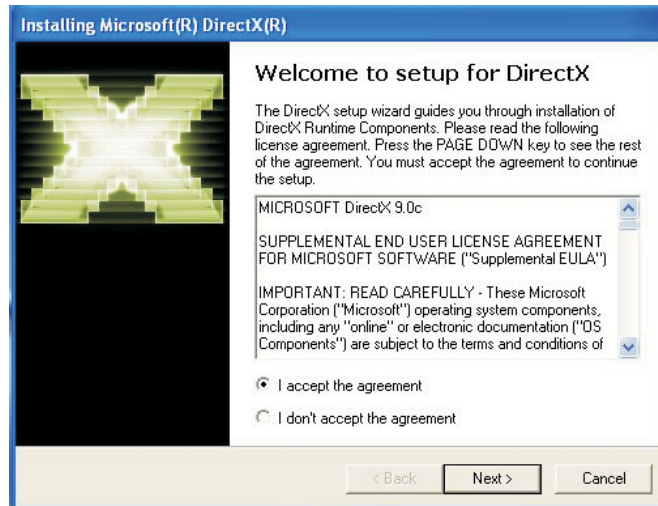 Installing Microsoft(R) DirectX(R)
Welcome to setup for DirectX
The DirectX setup wizard guides you through installation of
DirectX Runtime Components. Please read the following
license agreement. Press the PAGE DOWN key to see the rest
of the agreement. You must accept the agreement to continue
the setup.
MICROSOFT DirectX 9.0c
SUPPLEMENTAL END USER LICENSE AGREEMENT
FOR MICROSOFT SOFTWARE ("Supplemental EULA")
IMPORTANT: READ CAREFULLY - These Microsoft
Corporation ("Microsoft") operating system components,
including any "online" or electronic documentation ("OS
Components") are subject to the terms and conditions of
I accept the agreement
I don't accept the agreement
< Back
Next >
Cancel